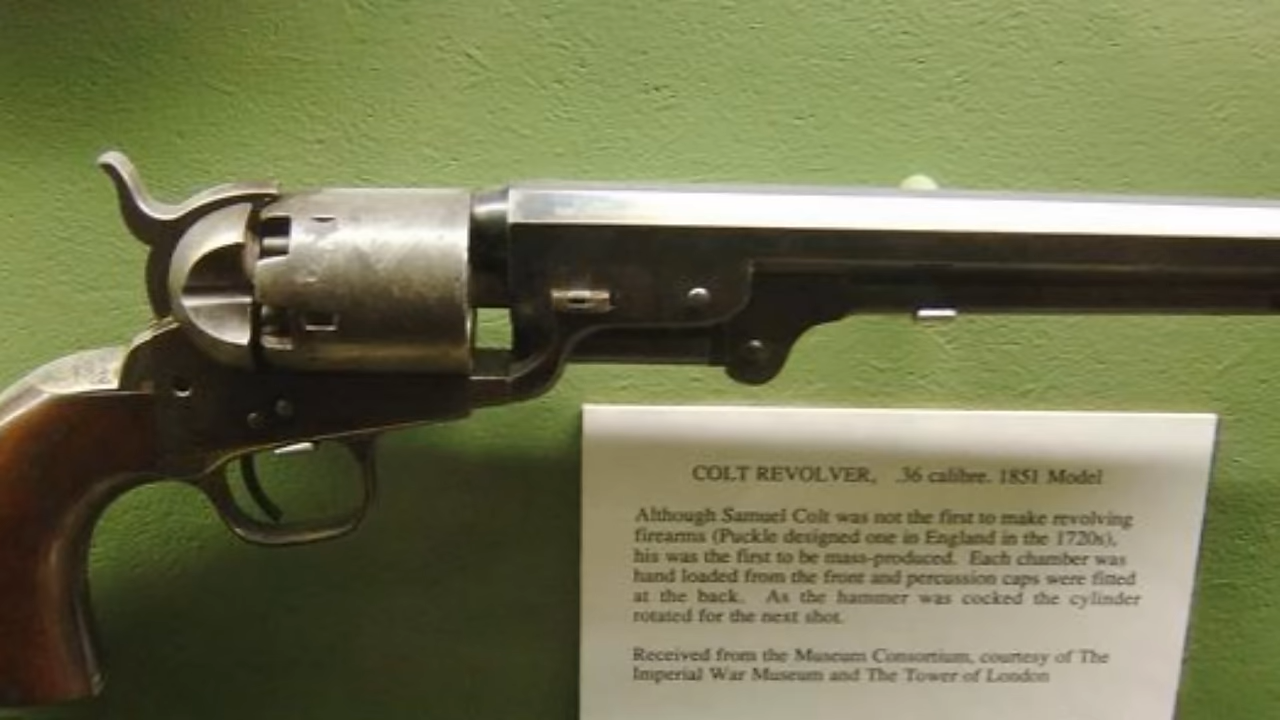 COLT REVOLVER, .36 calibre. 1851 Model
Although Samuel Colt was not the first to make revolving
firearms (Puckle designed one in England in the 1720s),
his was the first to be mass-produced. Each chamber was
hand loaded from the front and percussion caps were fitted
at the back. As the hammer was cocked the cylinder
rotated for the next shot.
Received from the Museum Consortium, courtesy of The
Imperial War Museum and The Tower of London